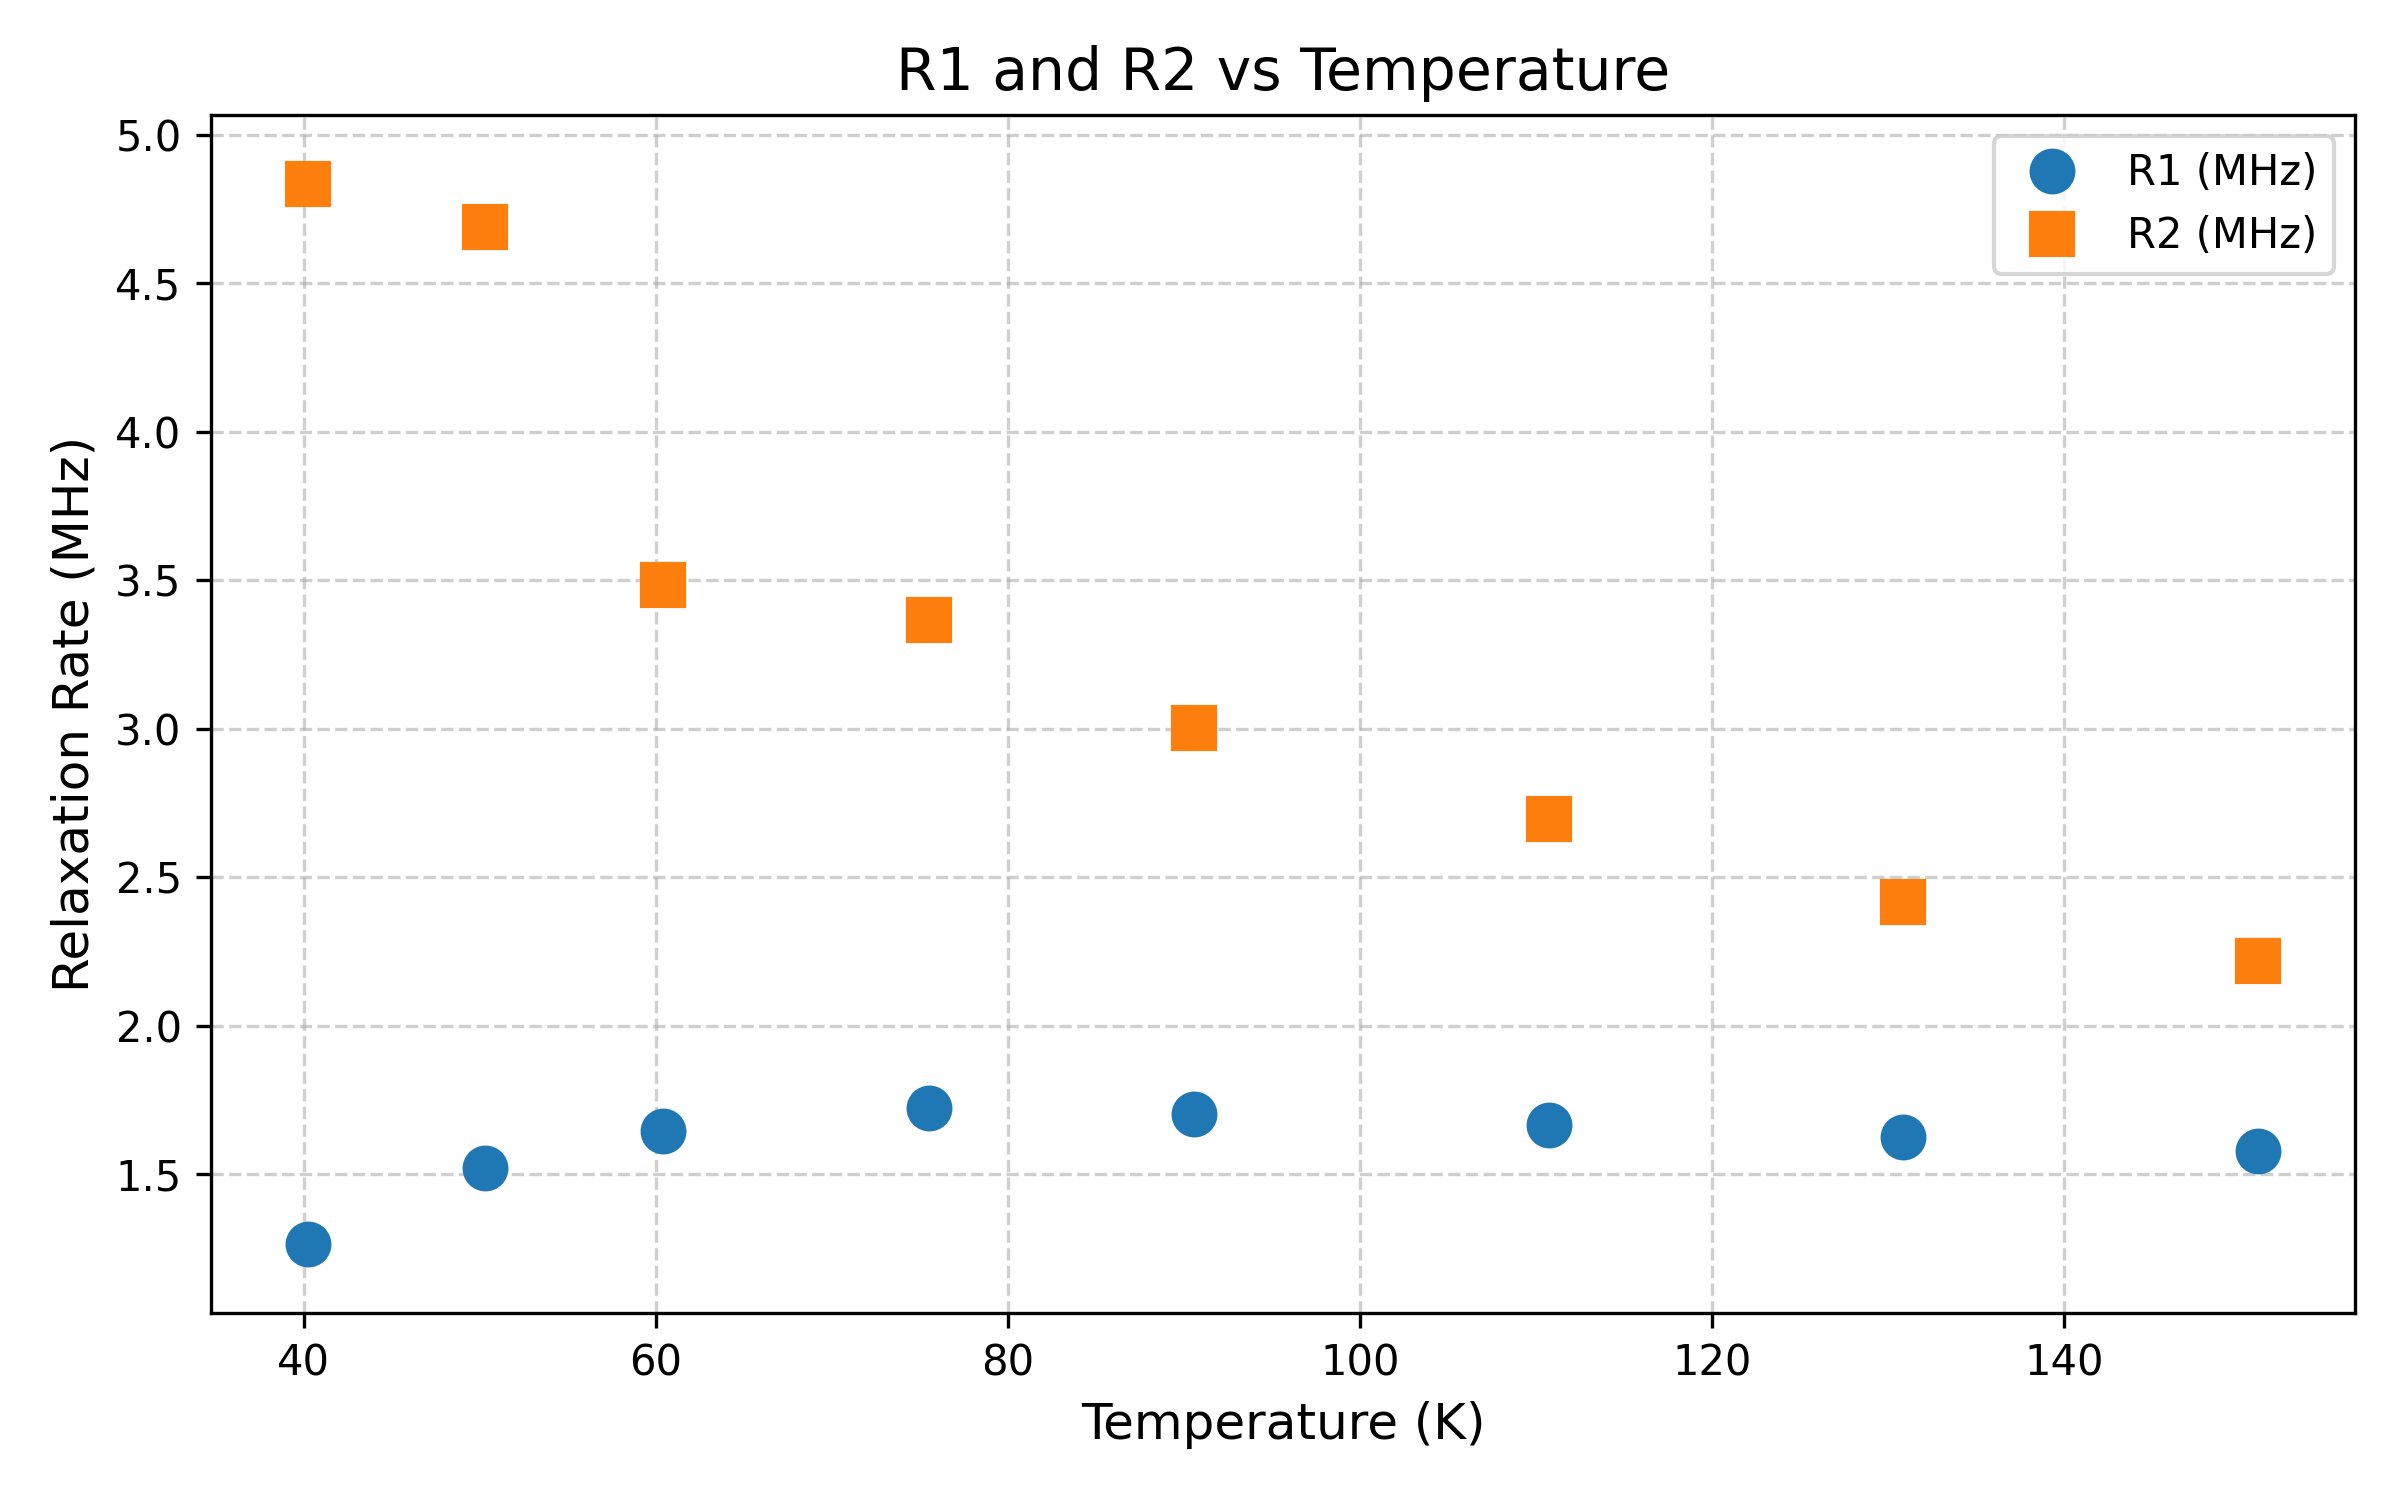 R1 and R2 vs Temperature
R1 (MHz)
R2 (MHz)
Relaxation Rate (MHz)
5.0
4.5
4.0
3.5
3.0
2.5
2.0
1.5
40 60 80 100 120 140
Temperature (K)